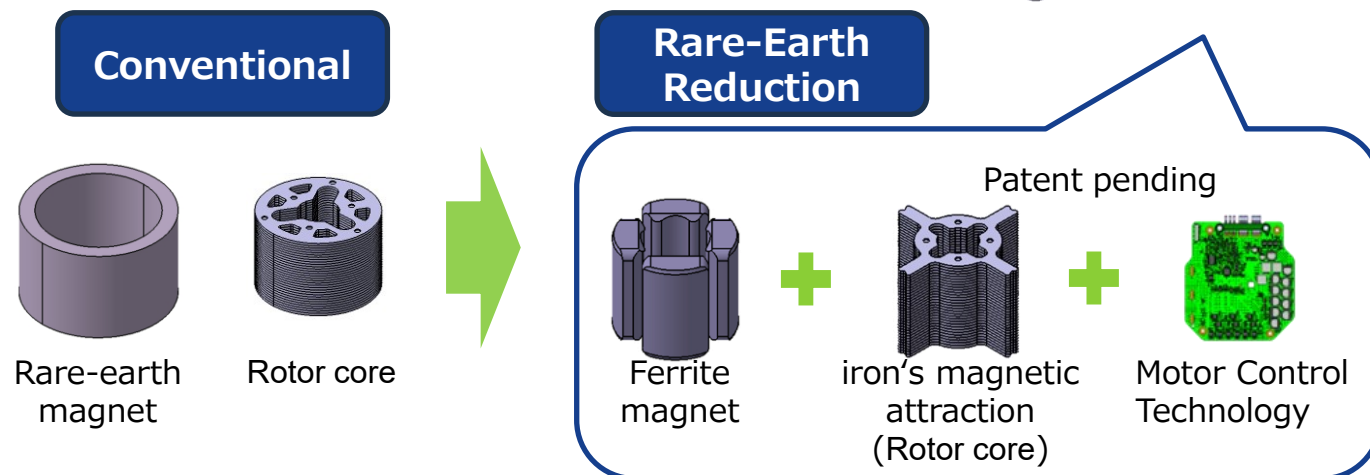 Conventional
Rare-Earth
Reduction
Patent pending
Rare-earth
magnet
Rotor core
Ferrite
magnet
iron‘s magnetic
attraction
(Rotor core)
Motor Control
Technology